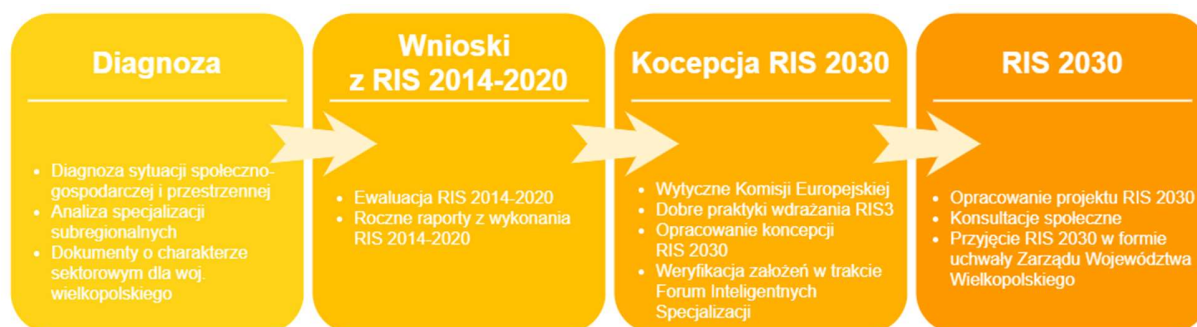 Diagnoza
• Diagnoza sytuacji społeczno-
gospodarczej i przestrzennej
• Analiza specjalizacji
subregionalnych
• Dokumenty o charakterze
sektorowym dla woj.
wielkopolskiego
Wnioski
z RIS 2014-2020
• Ewaluacja RIS 2014-2020
• Roczne raporty z wykonania
RIS 2014-2020
Kocepcja RIS 2030
• Wytyczne Komisji Europejskiej
• Dobre praktyki wdrażania RIS3
• Opracowanie koncepcji
RIS 2030
• Weryfikacja założeń w trakcie
Forum Inteligentnych
Specjalizacji
RIS 2030
• Opracowanie projektu RIS 2030
• Konsultacje społeczne
• Przyjęcie RIS 2030 w formie
uchwały Zarządu Województwa
Wielkopolskiego